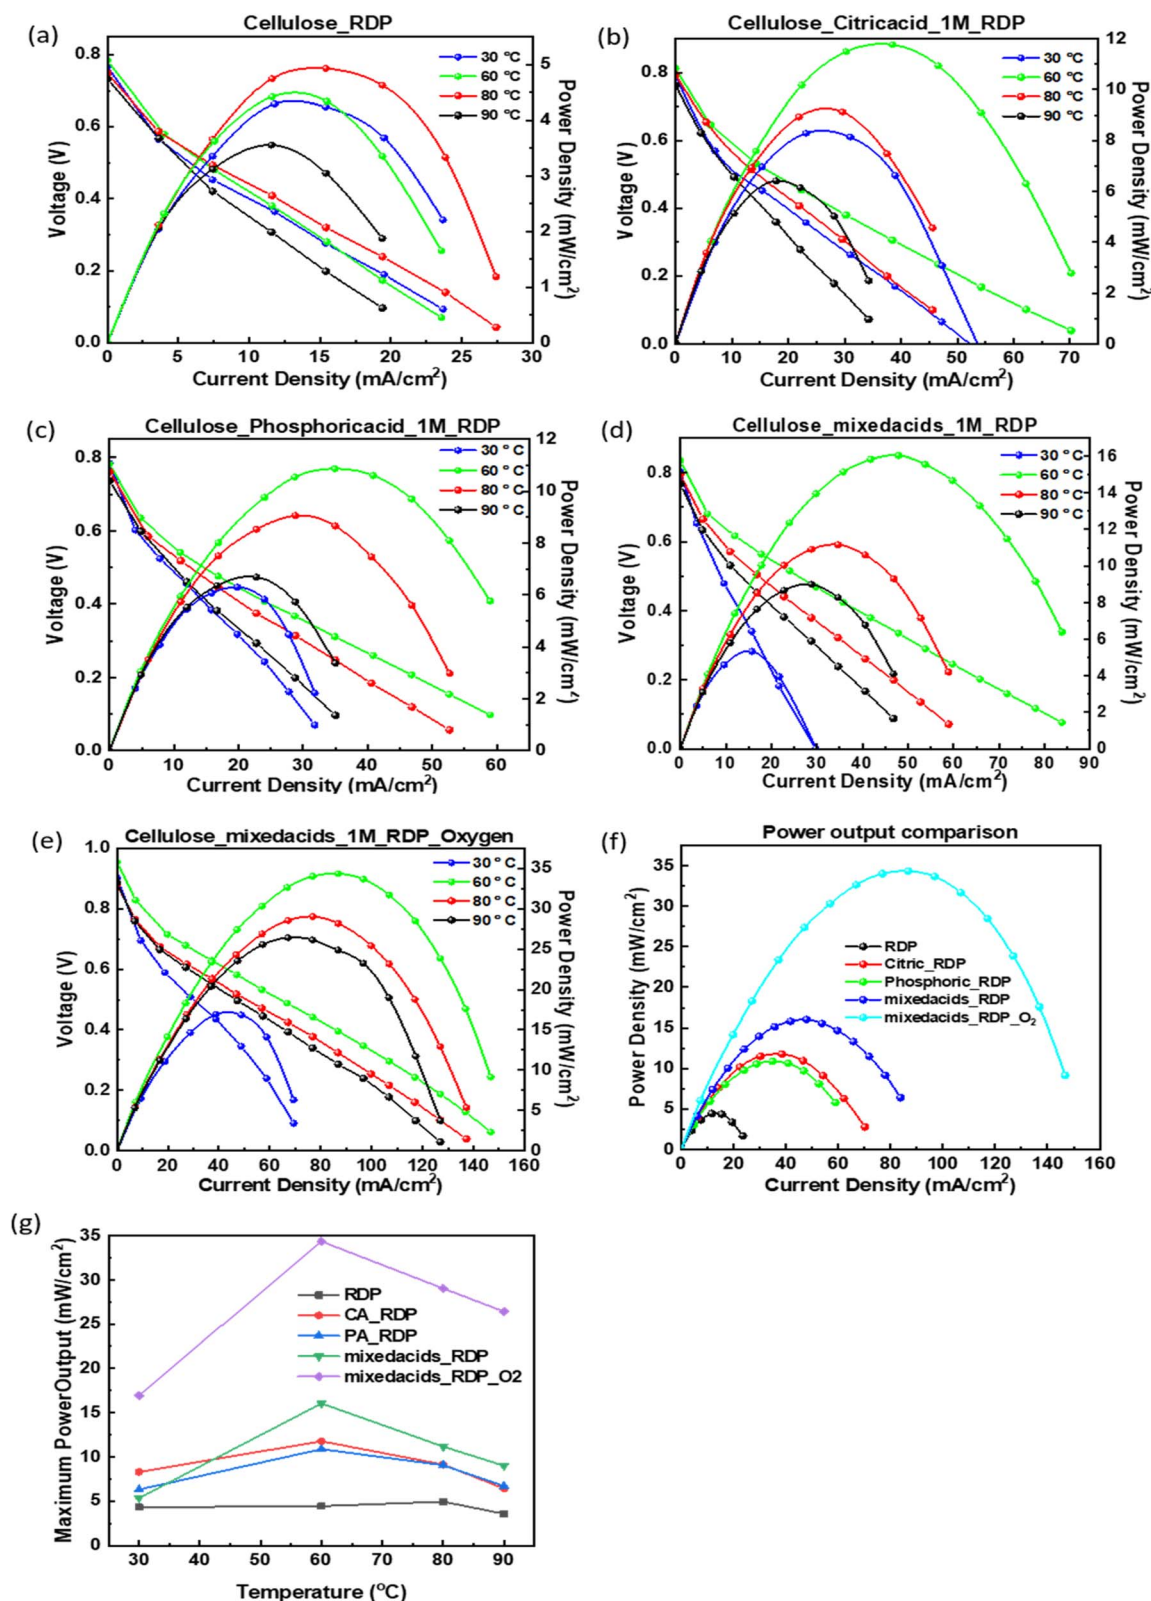 (a)
Cellulose_RDP
30 ºC
60 ºC
80 ºC
90 ºC
Voltage (V)
0.8
0.6
0.4
0.2
0.0
Power Density (mW/cm²)
5
4
3
2
1
0
0 5 10 15 20 25 30
Current Density (mA/cm²)
(b)
Cellulose_Citricacid_1M_RDP
30 ºC
60 ºC
80 ºC
90 ºC
Voltage (V)
0.8
0.6
0.4
0.2
0.0
Power Density (mW/cm²)
12
10
8
6
4
2
0
0 10 20 30 40 50 60 70
Current Density (mA/cm²)
(c)
Cellulose_Phosphoricacid_1M_RDP
30 º C
60 º C
80 º C
90 º C
Voltage (V)
0.8
0.6
0.4
0.2
0.0
Power Density (mW/cm²)
12
10
8
6
4
2
0
0 10 20 30 40 50 60
Current Density (mA/cm²)
(d)
Cellulose_mixedacids_1M_RDP
30 º C
60 º C
80 º C
90 º C
Voltage (V)
0.8
0.6
0.4
0.2
0.0
Power Density (mW/cm²)
16
14
12
10
8
6
4
2
0
0 10 20 30 40 50 60 70 80 90
Current Density (mA/cm²)
(e)
Cellulose_mixedacids_1M_RDP_Oxygen
30 º C
60 º C
80 º C
90 º C
Voltage (V)
1.0
0.8
0.6
0.4
0.2
0.0
Power Density (mW/cm²)
35
30
25
20
15
10
5
0
0 20 40 60 80 100 120 140 160
Current Density (mA/cm²)
(f)
Power output comparison
RDP
Citric_RDP
Phosphoric_RDP
mixedacids_RDP
mixedacids_RDP_O₂
Power Density (mW/cm²)
35
30
25
20
15
10
5
0
0 20 40 60 80 100 120 140 160
Current Density (mA/cm²)
(g)
RDP
CA_RDP
PA_RDP
mixedacids_RDP
mixedacids_RDP_O2
Maximum PowerOutput (mW/cm²)
35
30
25
20
15
10
5
0
30 40 50 60 70 80 90
Temperature (ºC)